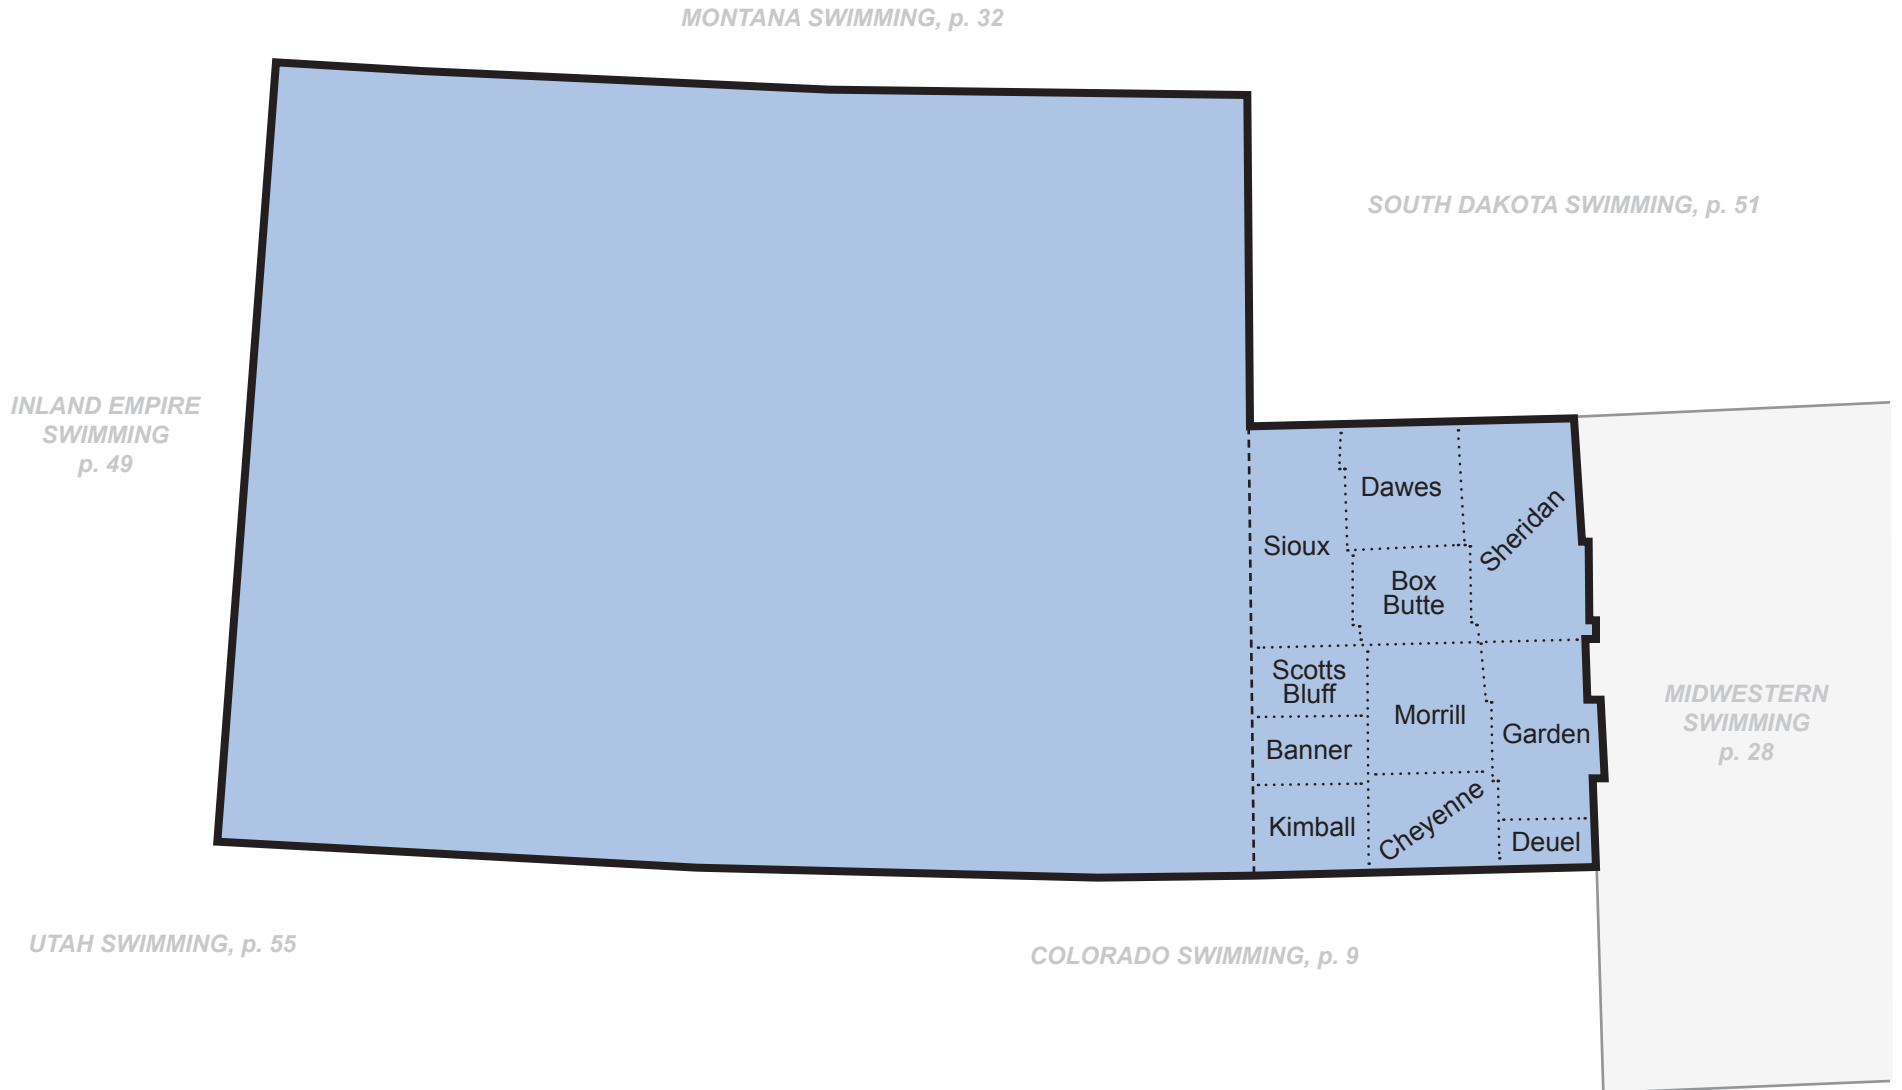 MONTANA SWIMMING, p. 32
SOUTH DAKOTA SWIMMING, p. 51
INLAND EMPIRE
SWIMMING
p. 49
Dawes
Sheridan
Sioux
Box
Butte
Scotts
Bluff
Morrill
Garden
Banner
Kimball
Cheyenne
Deuel
MIDWESTERN
SWIMMING
p. 28
UTAH SWIMMING, p. 55
COLORADO SWIMMING, p. 9